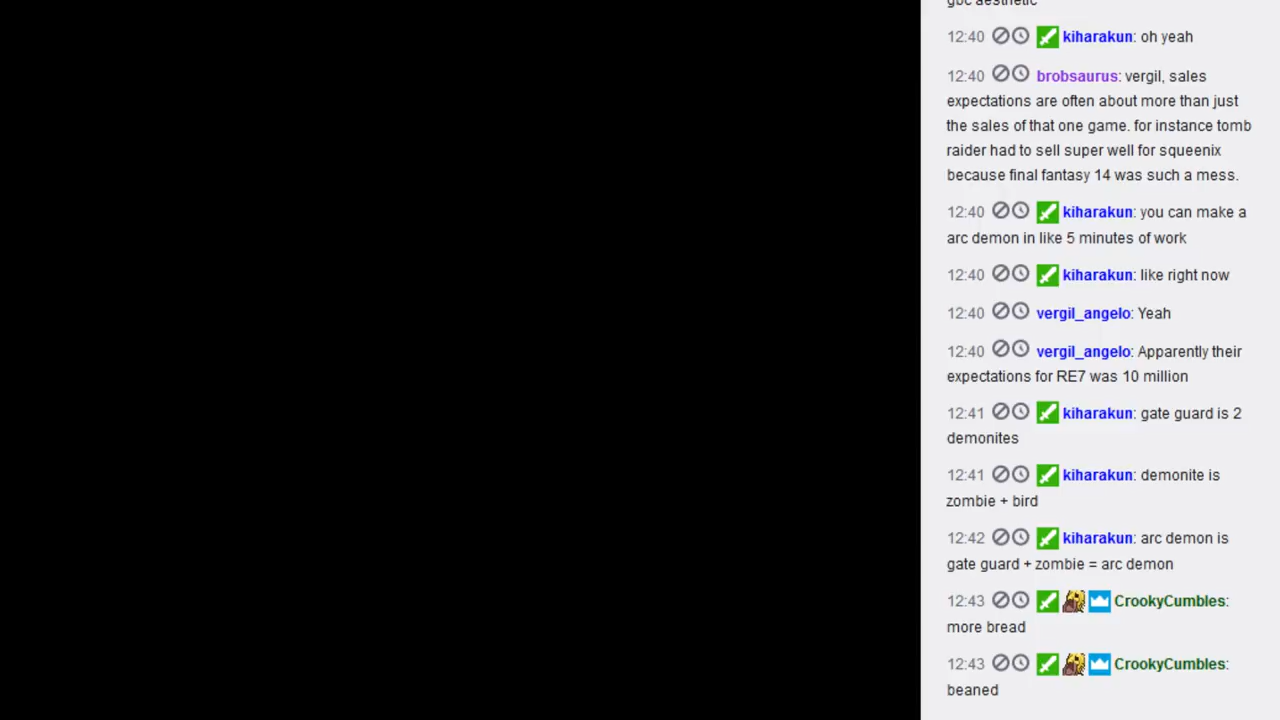 gbc aesthetic
12:40 kiharakun: oh yeah
12:40 brobsaurus: vergil, sales
expectations are often about more than just
the sales of that one game. for instance tomb
raider had to sell super well for squeenix
because final fantasy 14 was such a mess.
12:40 kiharakun: you can make a
arc demon in like 5 minutes of work
12:40 kiharakun: like right now
12:40 vergil_angelo: Yeah
12:40 vergil_angelo: Apparently their
expectations for RE7 was 10 million
12:41 kiharakun: gate guard is 2
demonites
12:41 kiharakun: demonite is
zombie + bird
12:42 kiharakun: arc demon is
gate guard + zombie = arc demon
12:43 CrookyCumbles:
more bread
12:43 CrookyCumbles:
beaned